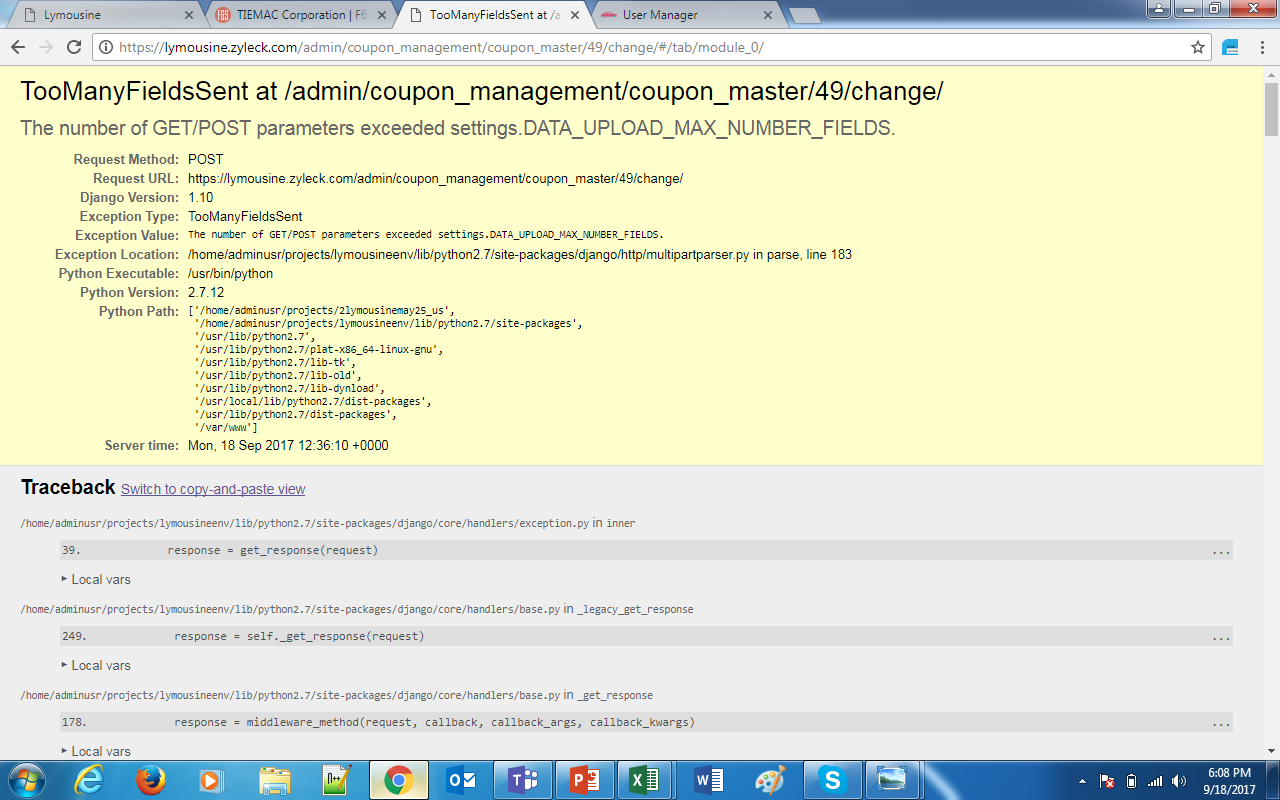 Lymousine
TIEMAC Corporation | F6
TooManyFieldsSent at /a
User Manager
https://lymousine.zyleck.com/admin/coupon_management/coupon_master/49/change/#/tab/module_0/
TooManyFieldsSent at /admin/coupon_management/coupon_master/49/change/
The number of GET/POST parameters exceeded settings.DATA_UPLOAD_MAX_NUMBER_FIELDS.
Request Method: POST
Request URL: https://lymousine.zyleck.com/admin/coupon_management/coupon_master/49/change/
Django Version: 1.10
Exception Type: TooManyFieldsSent
Exception Value: The number of GET/POST parameters exceeded settings.DATA_UPLOAD_MAX_NUMBER_FIELDS.
Exception Location: /home/adminusr/projects/lymousineenv/lib/python2.7/site-packages/django/http/multipartparser.py in parse, line 183
Python Executable: /usr/bin/python
Python Version: 2.7.12
Python Path: ['/home/adminusr/projects/2lymousinemay25_us',
'/home/adminusr/projects/lymousineenv/lib/python2.7/site-packages',
'/usr/lib/python2.7',
'/usr/lib/python2.7/plat-x86_64-linux-gnu',
'/usr/lib/python2.7/lib-tk',
'/usr/lib/python2.7/lib-old',
'/usr/lib/python2.7/lib-dynload',
'/usr/local/lib/python2.7/dist-packages',
'/usr/lib/python2.7/dist-packages',
'/var/www']
Server time: Mon, 18 Sep 2017 12:36:10 +0000
Traceback Switch to copy-and-paste view
/home/adminusr/projects/lymousineenv/lib/python2.7/site-packages/django/core/handlers/exception.py in inner
39. response = get_response(request) ...
Local vars
/home/adminusr/projects/lymousineenv/lib/python2.7/site-packages/django/core/handlers/base.py in _legacy_get_response
249. response = self._get_response(request) ...
Local vars
/home/adminusr/projects/lymousineenv/lib/python2.7/site-packages/django/core/handlers/base.py in _get_response
178. response = middleware_method(request, callback, callback_args, callback_kwargs) ...
Local vars
6:08 PM
9/18/2017